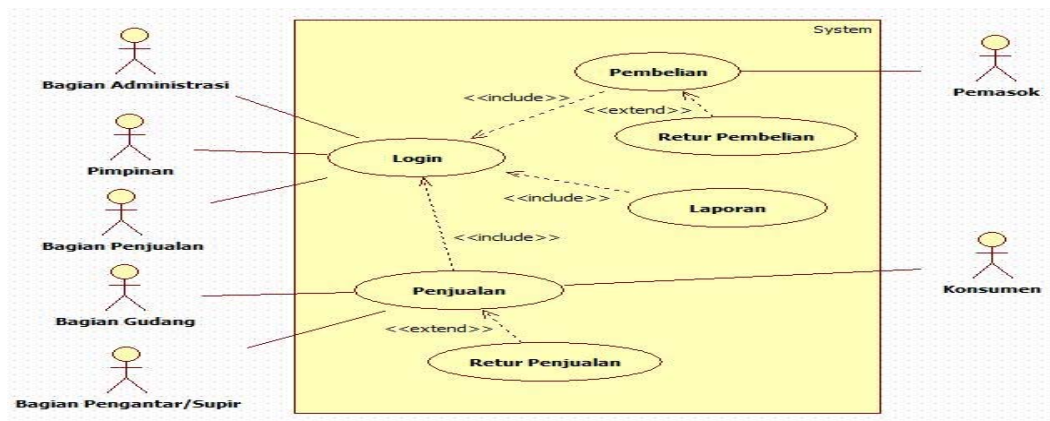 System
Bagian Administrasi
Pimpinan
Bagian Penjualan
Bagian Gudang
Bagian Pengantar/Supir
Pembelian
<<include>>
<<extend>>
Retur Pembelian
Login
<<include>>
Laporan
<<include>>
Penjualan
<<extend>>
Retur Penjualan
Pemasok
Konsumen